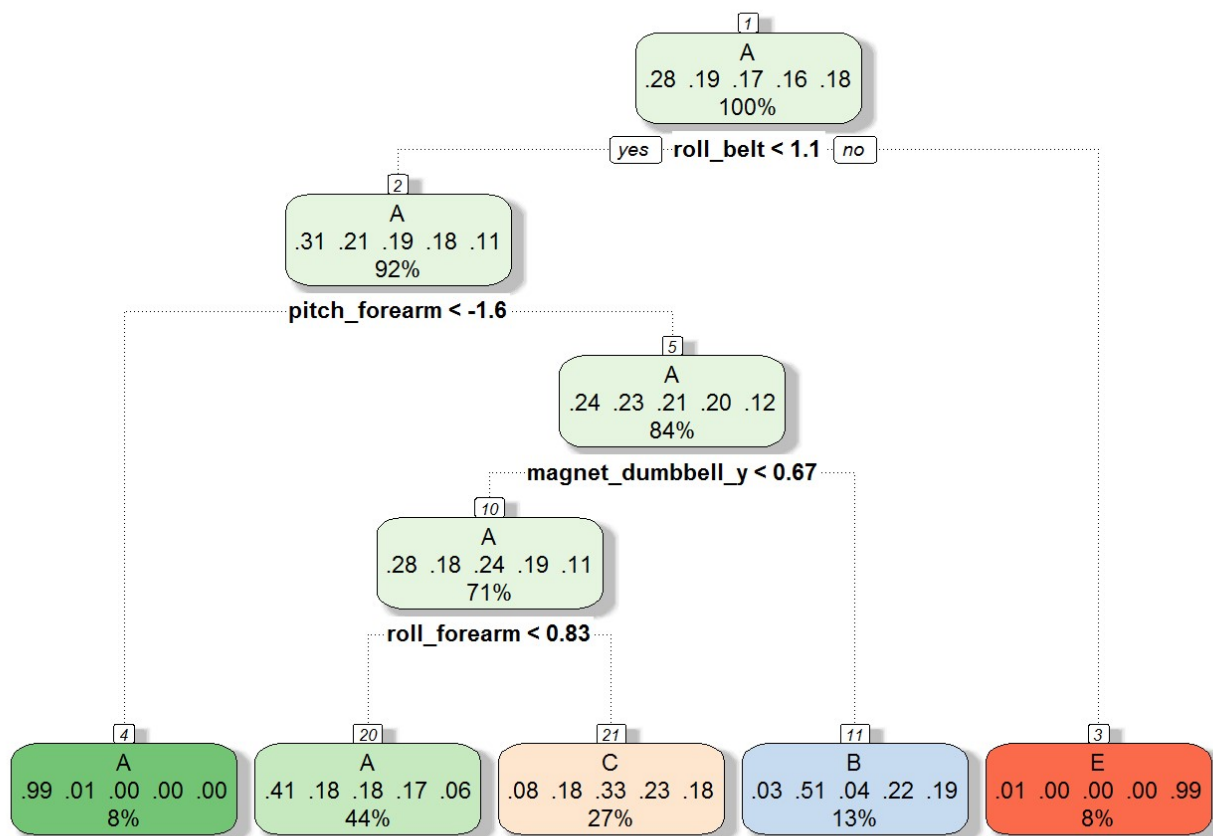 1
A
.28 .19 .17 .16 .18
100%
yes roll_belt < 1.1 no
2
A
.31 .21 .19 .18 .11
92%
pitch_forearm < -1.6
5
A
.24 .23 .21 .20 .12
84%
magnet_dumbbell_y < 0.67
10
A
.28 .18 .24 .19 .11
71%
roll_forearm < 0.83
4
A
.99 .01 .00 .00 .00
8%
20
A
.41 .18 .18 .17 .06
44%
21
C
.08 .18 .33 .23 .18
27%
11
B
.03 .51 .04 .22 .19
13%
3
E
.01 .00 .00 .00 .99
8%